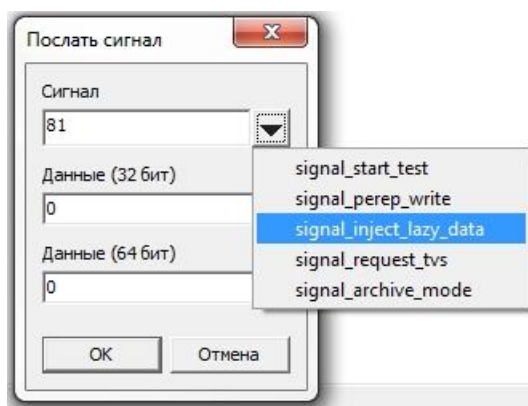 Послать сигнал
Сигнал
81
Данные (32 бит)
0
Данные (64 бит)
0
OK Отмена
signal_start_test
signal_perep_write
signal_inject_lazy_data
signal_request_tvs
signal_archive_mode